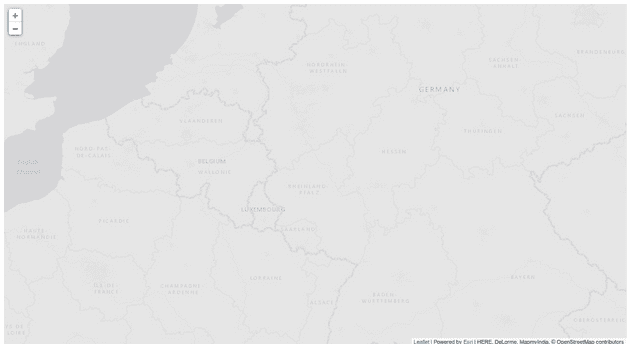 +
−
ENGLAND
BRANDENBURG
NORDRHEIN-
WESTFALEN
SACHSEN-
ANHALT
GERMANY
SACHSEN
VLAANDEREN
THÜRINGEN
NORD-PAS-
DE-CALAIS
HESSEN
English
Channel
BELGIUM
WALLONIE
RHEINLAND-
PFALZ
LUXEMBOURG
PICARDIE
SAARLAND
HAUTE-
NORMANDIE
LORRAINE
BAYERN
ÎLE-DE-
FRANCE
CHAMPAGNE-
ARDENNE
BADEN-
WÜRTTEMBERG
ALSACE
Leaflet | Powered by Esri | HERE, DeLorme, MapmyIndia, © OpenStreetMap contributors